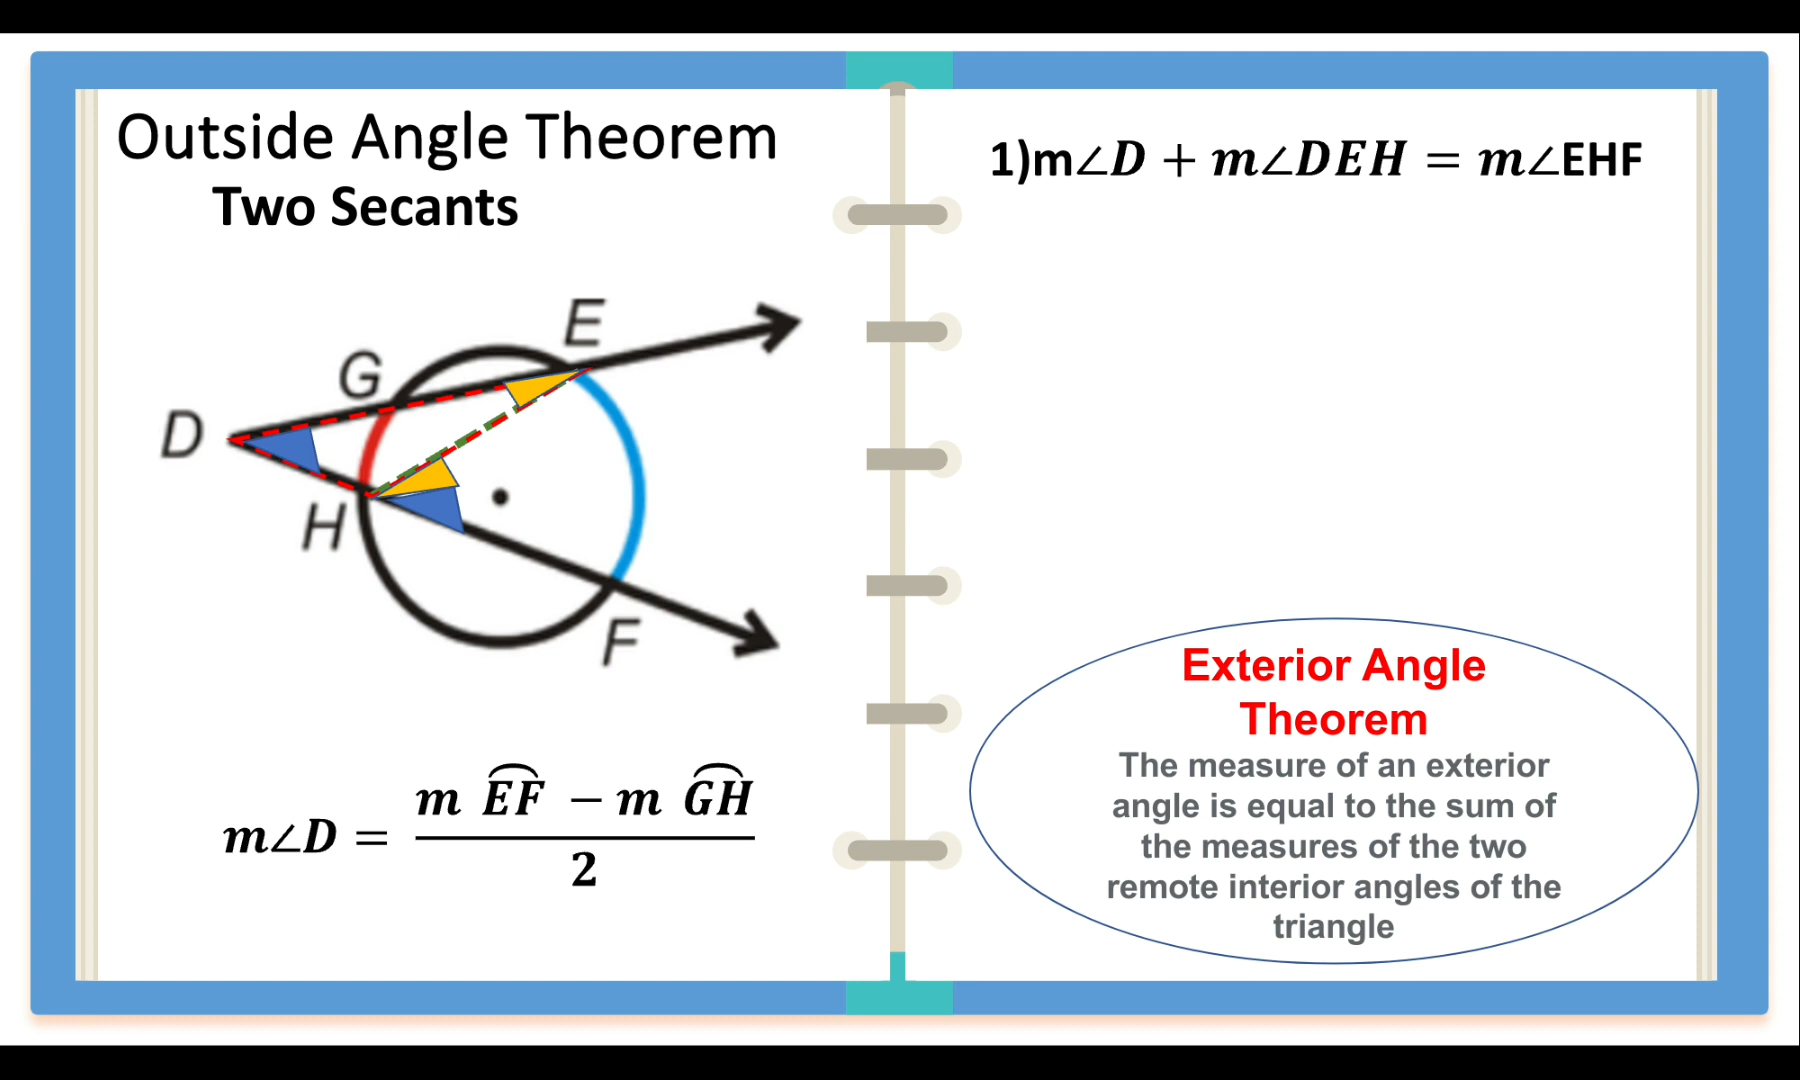 Outside Angle Theorem
Two Secants
D
G
E
H
F
m∠D = (m EF⌢ − m GH⌢) / 2
1)m∠D + m∠DEH = m∠EHF
Exterior Angle
Theorem
The measure of an exterior
angle is equal to the sum of
the measures of the two
remote interior angles of the
triangle